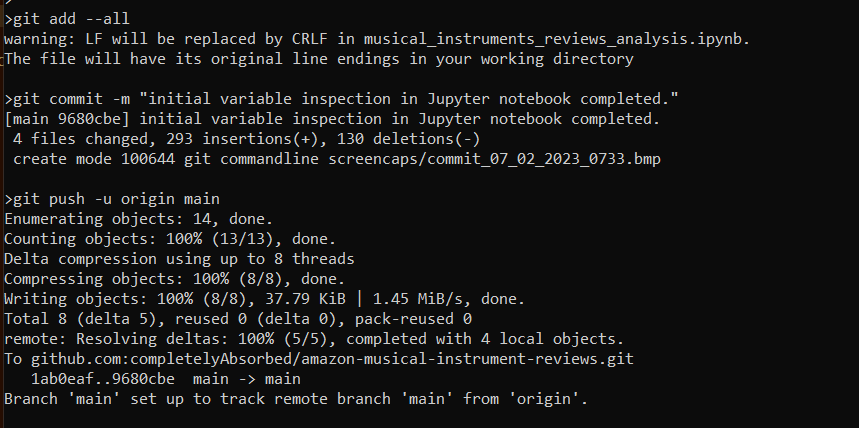 >git add --all
warning: LF will be replaced by CRLF in musical_instruments_reviews_analysis.ipynb.
The file will have its original line endings in your working directory
>git commit -m "initial variable inspection in Jupyter notebook completed."
[main 9680cbe] initial variable inspection in Jupyter notebook completed.
 4 files changed, 293 insertions(+), 130 deletions(-)
 create mode 100644 git commandline screencaps/commit_07_02_2023_0733.bmp
>git push -u origin main
Enumerating objects: 14, done.
Counting objects: 100% (13/13), done.
Delta compression using up to 8 threads
Compressing objects: 100% (8/8), done.
Writing objects: 100% (8/8), 37.79 KiB | 1.45 MiB/s, done.
Total 8 (delta 5), reused 0 (delta 0), pack-reused 0
remote: Resolving deltas: 100% (5/5), completed with 4 local objects.
To github.com:completelyAbsorbed/amazon-musical-instrument-reviews.git
   1ab0eaf..9680cbe  main -> main
Branch 'main' set up to track remote branch 'main' from 'origin'.